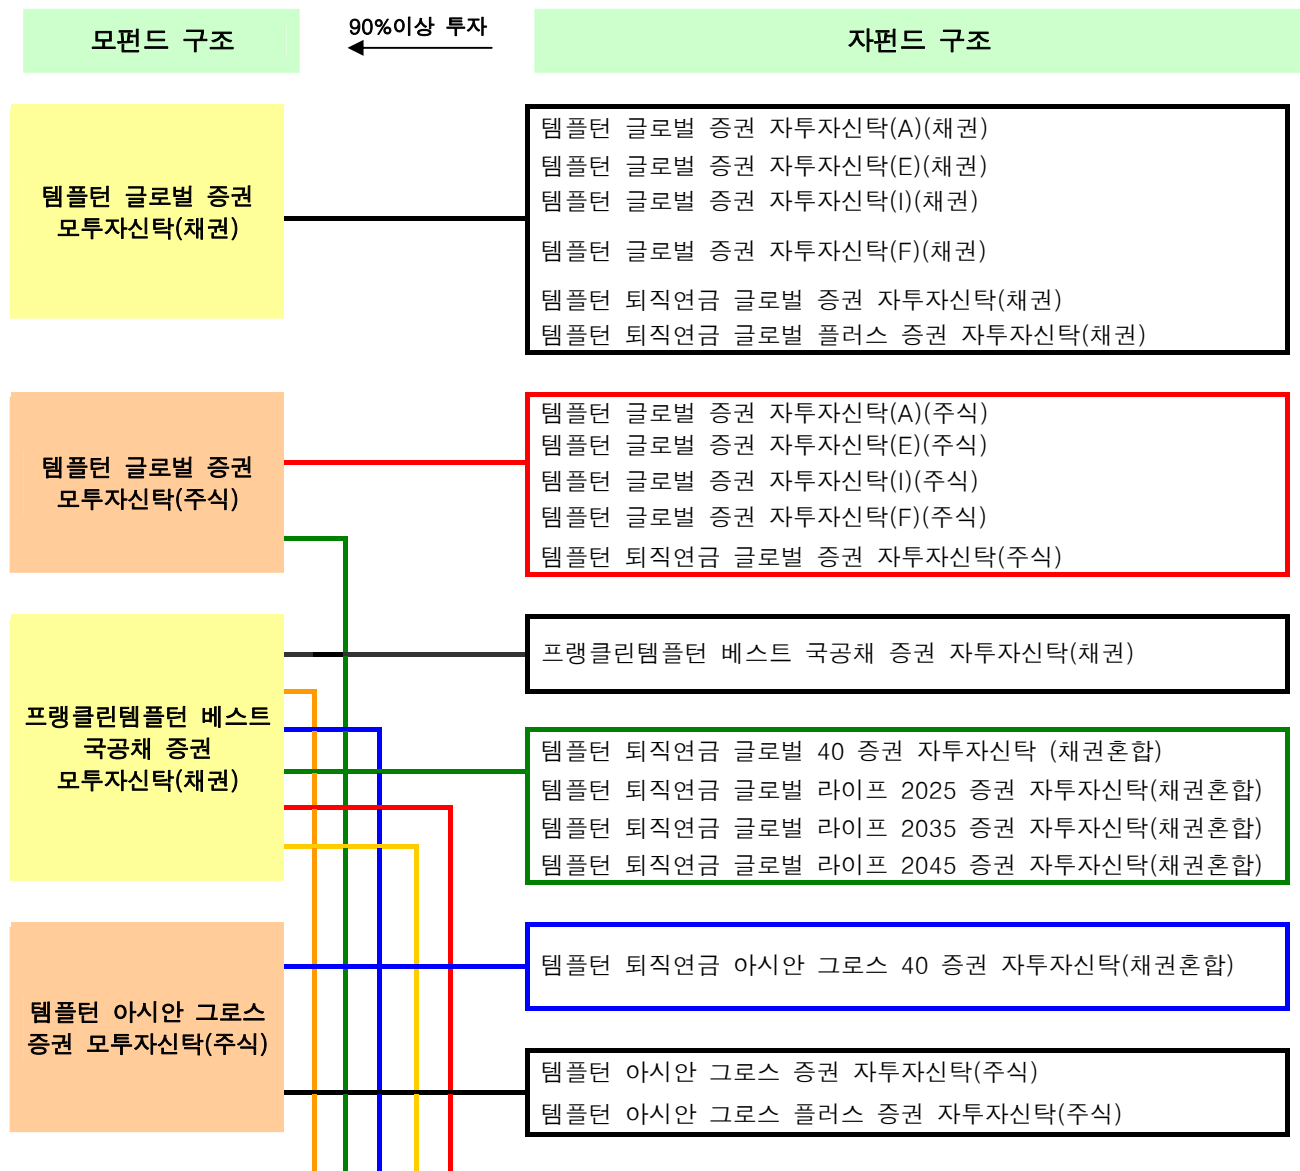 모펀드 구조
90%이상 투자
자펀드 구조
템플턴 글로벌 증권
모투자신탁(채권)
템플턴 글로벌 증권 자투자신탁(A)(채권)
템플턴 글로벌 증권 자투자신탁(E)(채권)
템플턴 글로벌 증권 자투자신탁(I)(채권)
템플턴 글로벌 증권 자투자신탁(F)(채권)
템플턴 퇴직연금 글로벌 증권 자투자신탁(채권)
템플턴 퇴직연금 글로벌 플러스 증권 자투자신탁(채권)
템플턴 글로벌 증권
모투자신탁(주식)
템플턴 글로벌 증권 자투자신탁(A)(주식)
템플턴 글로벌 증권 자투자신탁(E)(주식)
템플턴 글로벌 증권 자투자신탁(I)(주식)
템플턴 글로벌 증권 자투자신탁(F)(주식)
템플턴 퇴직연금 글로벌 증권 자투자신탁(주식)
프랭클린템플턴 베스트
국공채 증권
모투자신탁(채권)
프랭클린템플턴 베스트 국공채 증권 자투자신탁(채권)
템플턴 퇴직연금 글로벌 40 증권 자투자신탁 (채권혼합)
템플턴 퇴직연금 글로벌 라이프 2025 증권 자투자신탁(채권혼합)
템플턴 퇴직연금 글로벌 라이프 2035 증권 자투자신탁(채권혼합)
템플턴 퇴직연금 글로벌 라이프 2045 증권 자투자신탁(채권혼합)
템플턴 아시안 그로스
증권 모투자신탁(주식)
템플턴 퇴직연금 아시안 그로스 40 증권 자투자신탁(채권혼합)
템플턴 아시안 그로스 증권 자투자신탁(주식)
템플턴 아시안 그로스 플러스 증권 자투자신탁(주식)